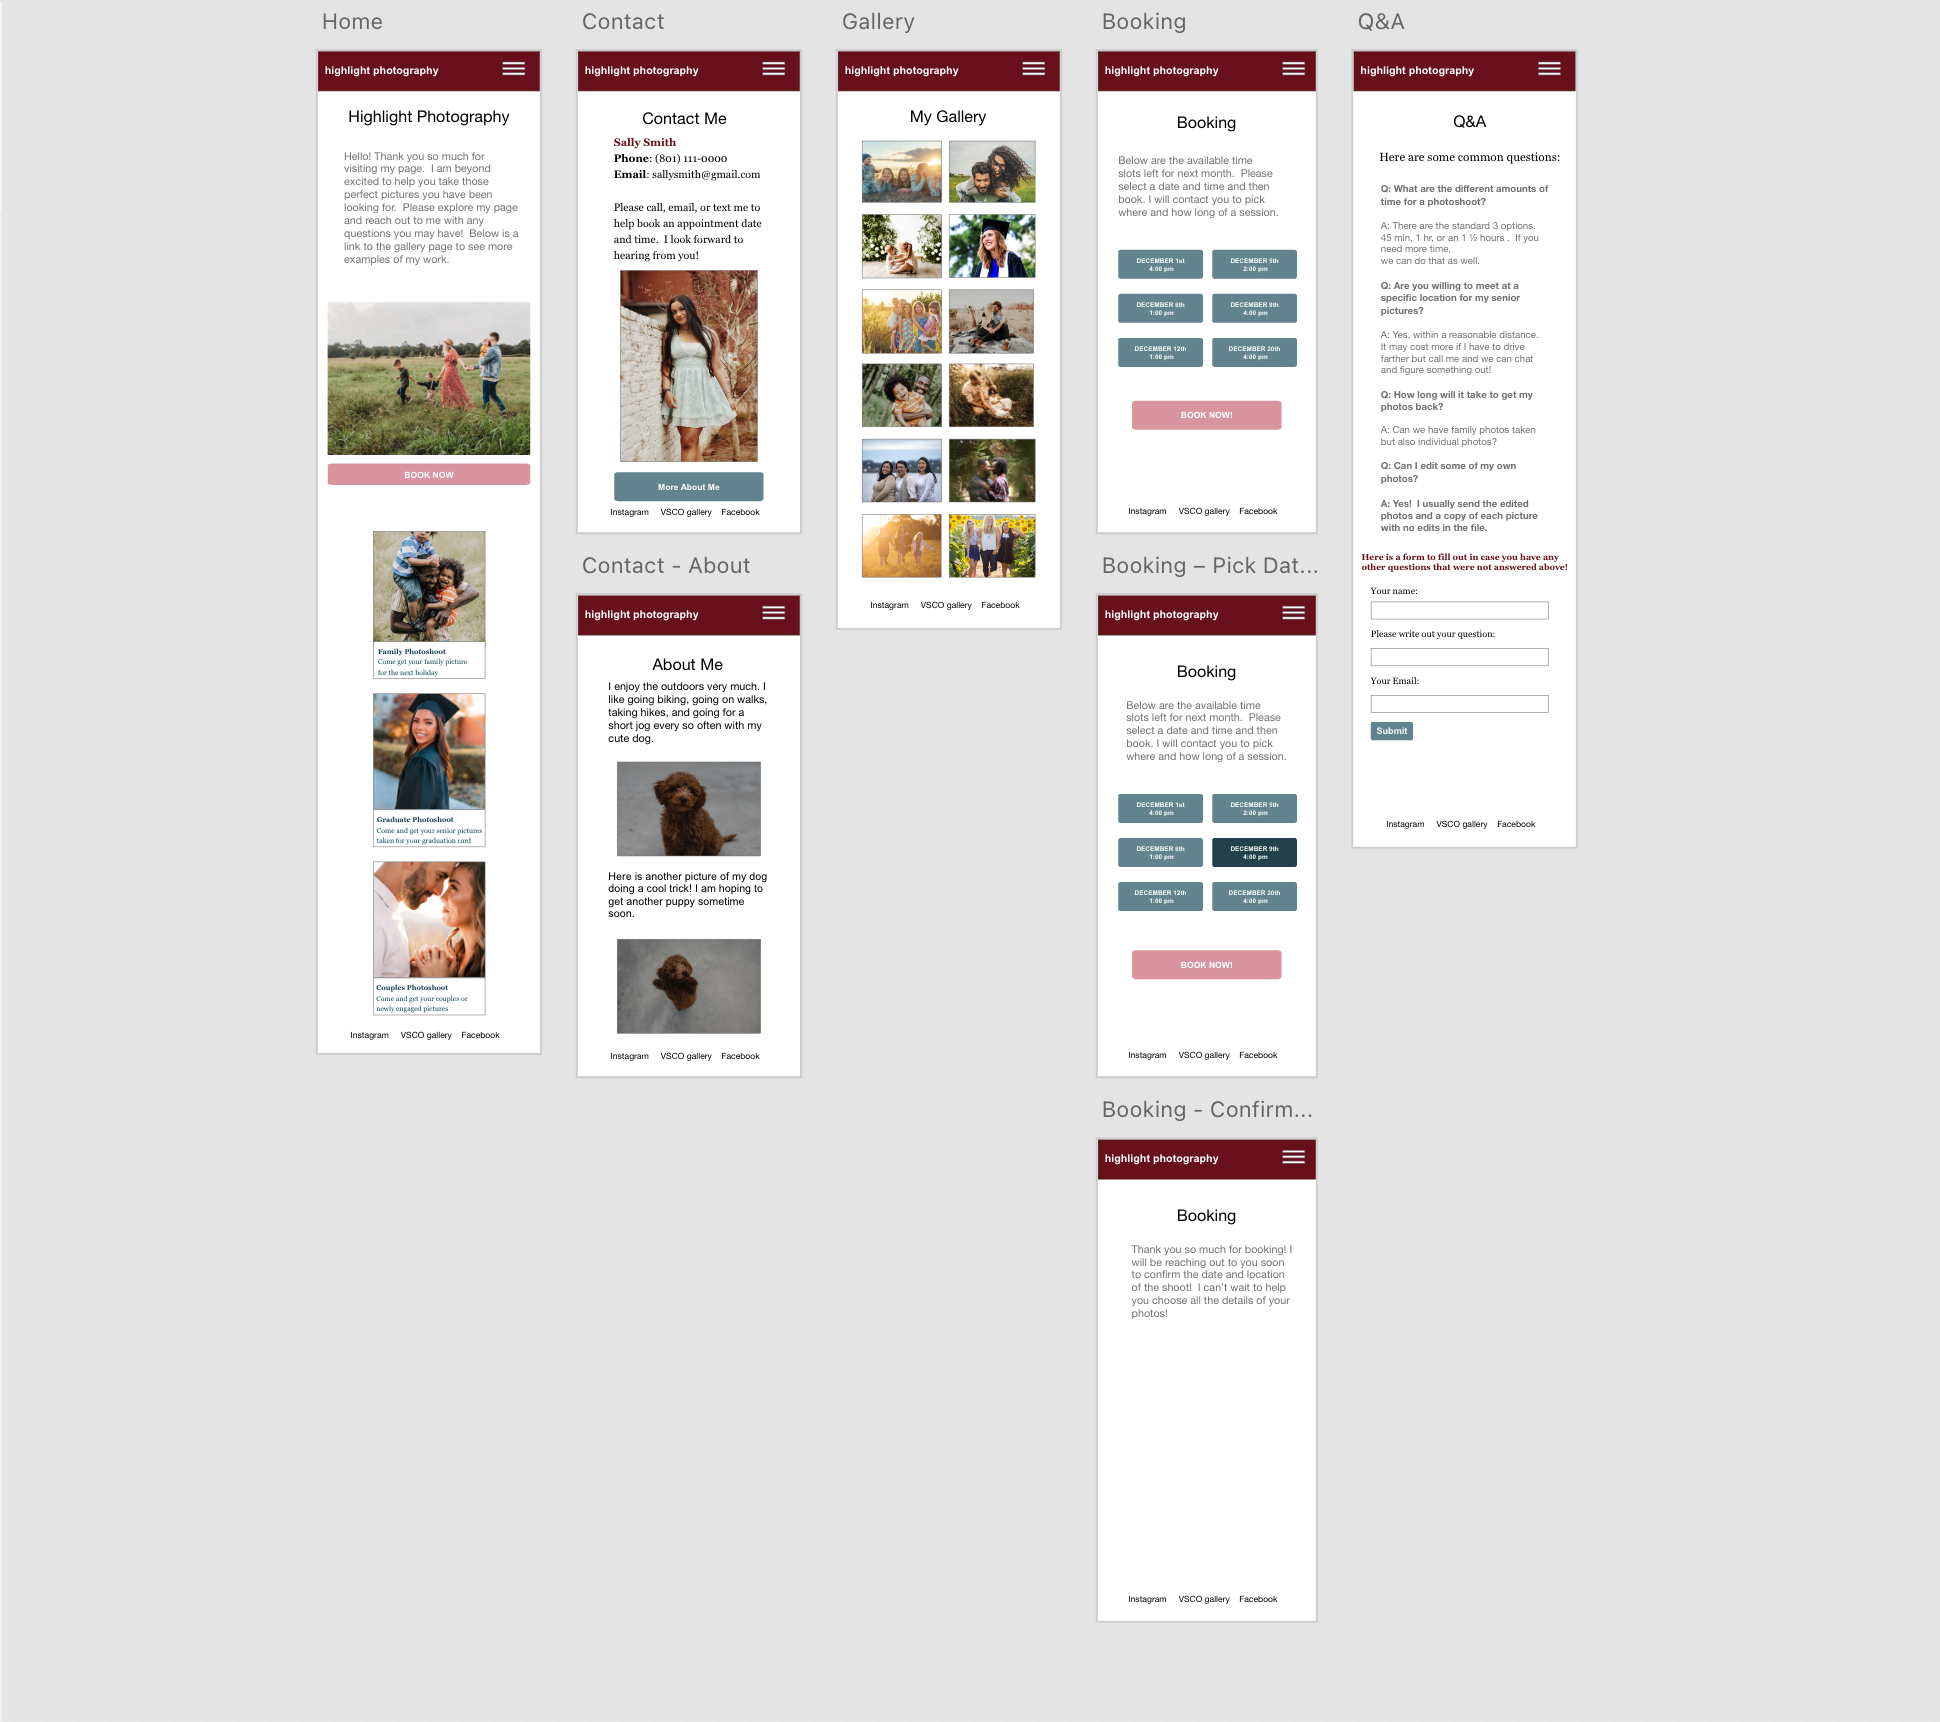 Home
highlight photography
Highlight Photography
Hello! Thank you so much for
visiting my page.  I am beyond
excited to help you take those
perfect pictures you have been
looking for.  Please explore my page
and reach out to me with any
questions you may have!  Below is a
link to the gallery page to see more
examples of my work.
BOOK NOW
Family Photoshoot
Come get your family picture
for the next holiday
Graduate Photoshoot
Come and get your senior pictures
taken for your graduation card
Couples Photoshoot
Come and get your couples or
newly engaged pictures
Instagram VSCO gallery Facebook
Contact
highlight photography
Contact Me
Sally Smith
Phone: (801) 111-0000
Email: sallysmith@gmail.com
Please call, email, or text me to
help book an appointment date
and time.  I look forward to
hearing from you!
More About Me
Instagram VSCO gallery Facebook
Contact - About
highlight photography
About Me
I enjoy the outdoors very much. I
like going biking, going on walks,
taking hikes, and going for a
short jog every so often with my
cute dog.
Here is another picture of my dog
doing a cool trick! I am hoping to
get another puppy sometime
soon.
Instagram VSCO gallery Facebook
Gallery
highlight photography
My Gallery
Instagram VSCO gallery Facebook
Booking
highlight photography
Booking
Below are the available time
slots left for next month.  Please
select a date and time and then
book. I will contact you to pick
where and how long of a session.
DECEMBER 1st
4:00 pm
DECEMBER 5th
2:00 pm
DECEMBER 6th
1:00 pm
DECEMBER 9th
4:00 pm
DECEMBER 12th
1:00 pm
DECEMBER 20th
4:00 pm
BOOK NOW!
Instagram VSCO gallery Facebook
Booking – Pick Dat...
highlight photography
Booking
Below are the available time
slots left for next month.  Please
select a date and time and then
book. I will contact you to pick
where and how long of a session.
DECEMBER 1st
4:00 pm
DECEMBER 5th
2:00 pm
DECEMBER 6th
1:00 pm
DECEMBER 9th
4:00 pm
DECEMBER 12th
1:00 pm
DECEMBER 20th
4:00 pm
BOOK NOW!
Instagram VSCO gallery Facebook
Booking - Confirm...
highlight photography
Booking
Thank you so much for booking! I
will be reaching out to you soon
to confirm the date and location
of the shoot!  I can't wait to help
you choose all the details of your
photos!
Instagram VSCO gallery Facebook
Q&A
highlight photography
Q&A
Here are some common questions:
Q: What are the different amounts of
time for a photoshoot?
A: There are the standard 3 options.
45 min, 1 hr, or an 1 ½ hours .  If you
need more time,
we can do that as well.
Q: Are you willing to meet at a
specific location for my senior
pictures?
A: Yes, within a reasonable distance.
It may cost more if I have to drive
farther but call me and we can chat
and figure something out!
Q: How long will it take to get my
photos back?
A: Can we have family photos taken
but also individual photos?
Q: Can I edit some of my own
photos?
A: Yes!  I usually send the edited
photos and a copy of each picture
with no edits in the file.
Here is a form to fill out in case you have any
other questions that were not answered above!
Your name:
Please write out your question:
Your Email:
Submit
Instagram VSCO gallery Facebook